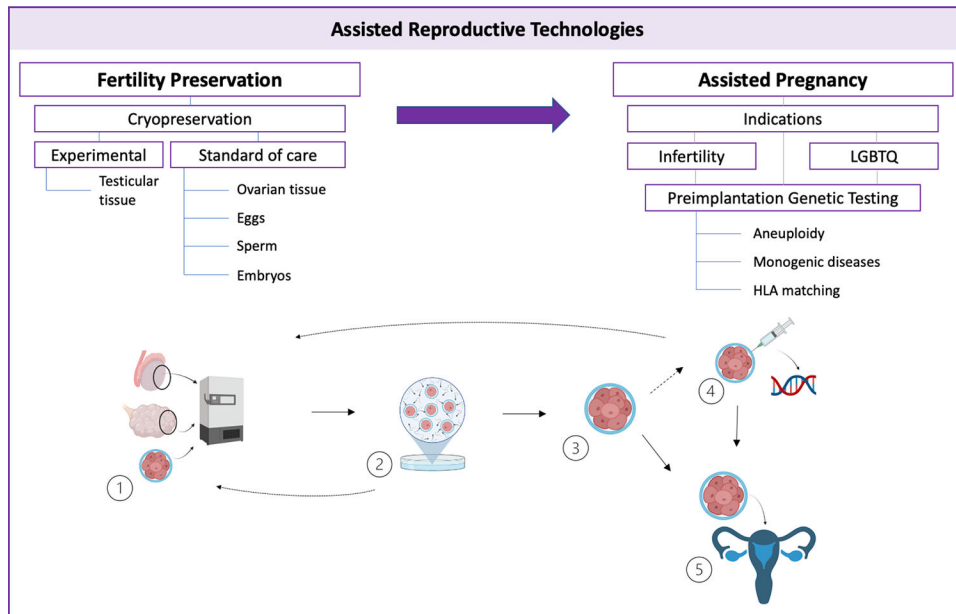 Assisted Reproductive Technologies
Fertility Preservation
Cryopreservation
Experimental
Standard of care
Testicular
tissue
Ovarian tissue
Eggs
Sperm
Embryos
Assisted Pregnancy
Indications
Infertility
LGBTQ
Preimplantation Genetic Testing
Aneuploidy
Monogenic diseases
HLA matching
1
2
3
4
5